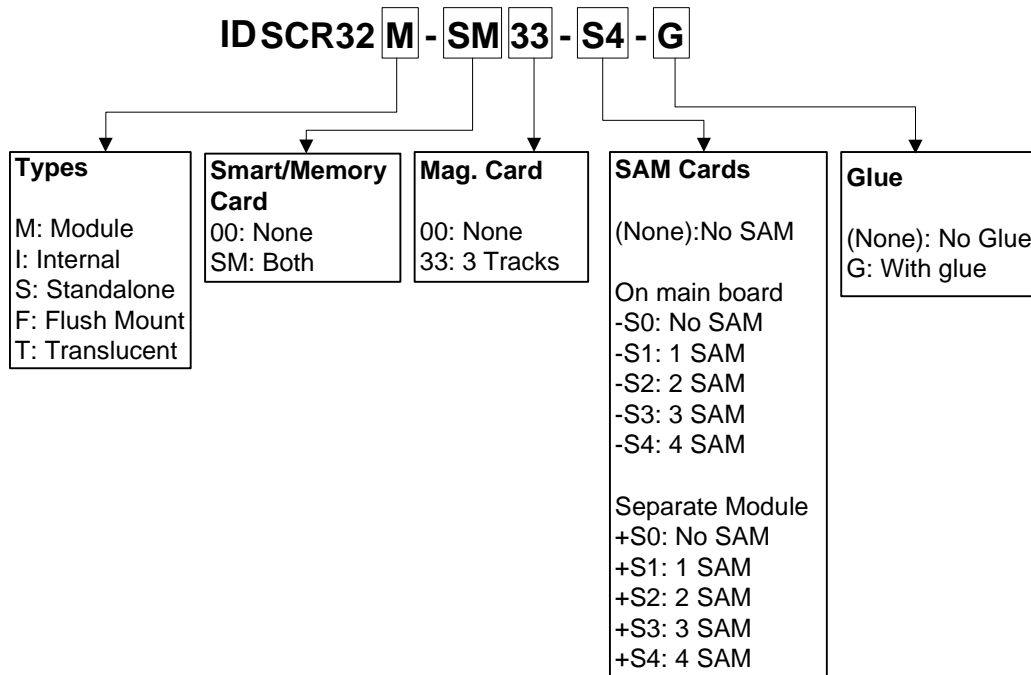 IDSCR32 M - SM 33 - S4 - G
Types
M: Module
I: Internal
S: Standalone
F: Flush Mount
T: Translucent
Smart/Memory
Card
00: None
SM: Both
Mag. Card
00: None
33: 3 Tracks
SAM Cards
(None):No SAM
On main board
-S0: No SAM
-S1: 1 SAM
-S2: 2 SAM
-S3: 3 SAM
-S4: 4 SAM
Separate Module
+S0: No SAM
+S1: 1 SAM
+S2: 2 SAM
+S3: 3 SAM
+S4: 4 SAM
Glue
(None): No Glue
G: With glue